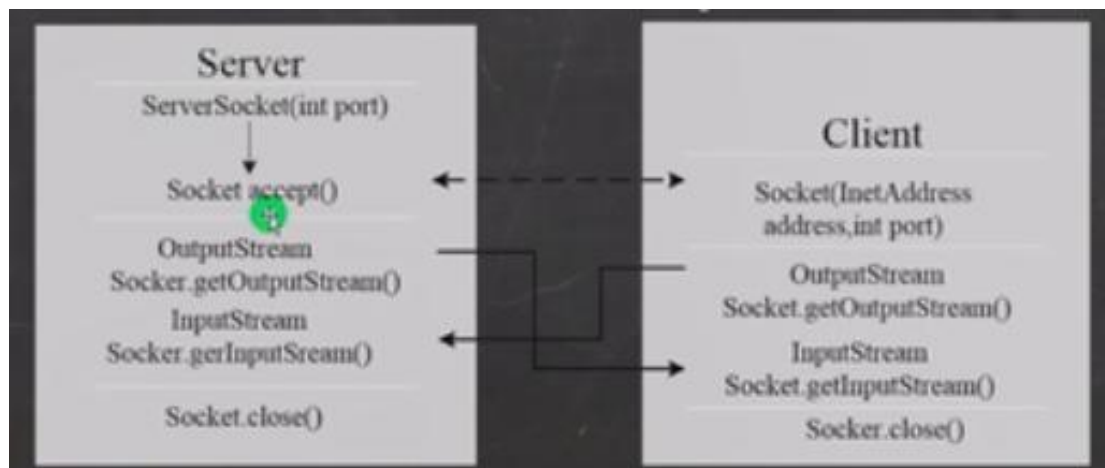 Server
ServerSocket(int port)
Socket accept()
OutputStream
Socker.getOutputStream()
InputStream
Socker.gerInputSream()
Socket.close()
Client
Socket(InetAddress
address,int port)
OutputStream
Socket.getOutputStream()
InputStream
Socket.getInputStream()
Socker.close()